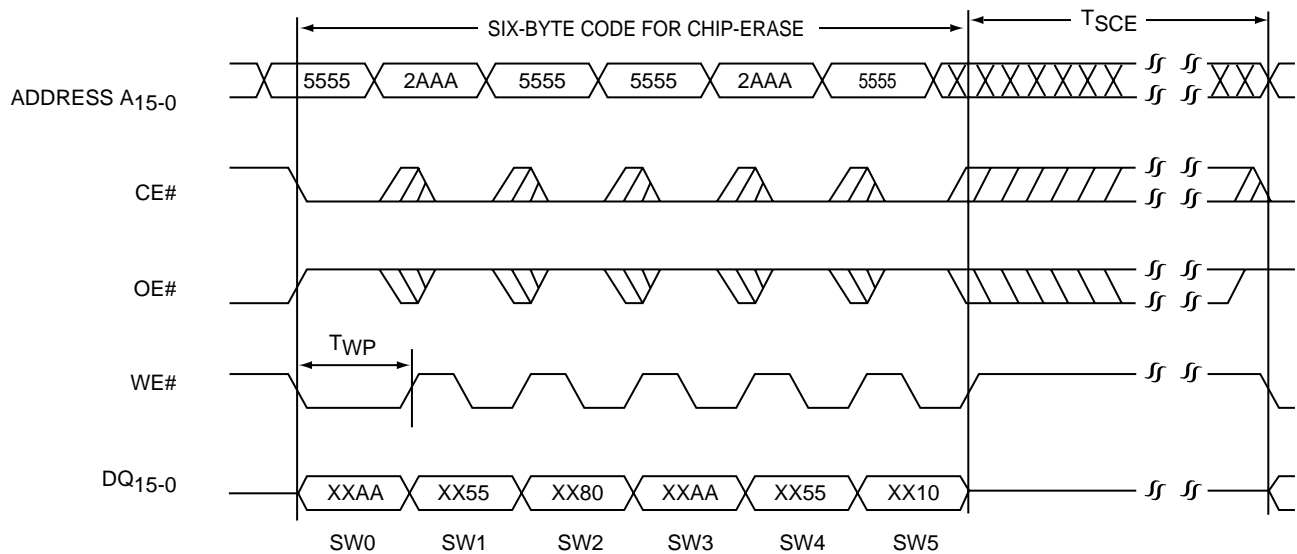 SIX-BYTE CODE FOR CHIP-ERASE TSCE
ADDRESS A15-0 5555 2AAA 5555 5555 2AAA 5555
CE#
OE#
TWP
WE#
DQ15-0 XXAA XX55 XX80 XXAA XX55 XX10
SW0 SW1 SW2 SW3 SW4 SW5